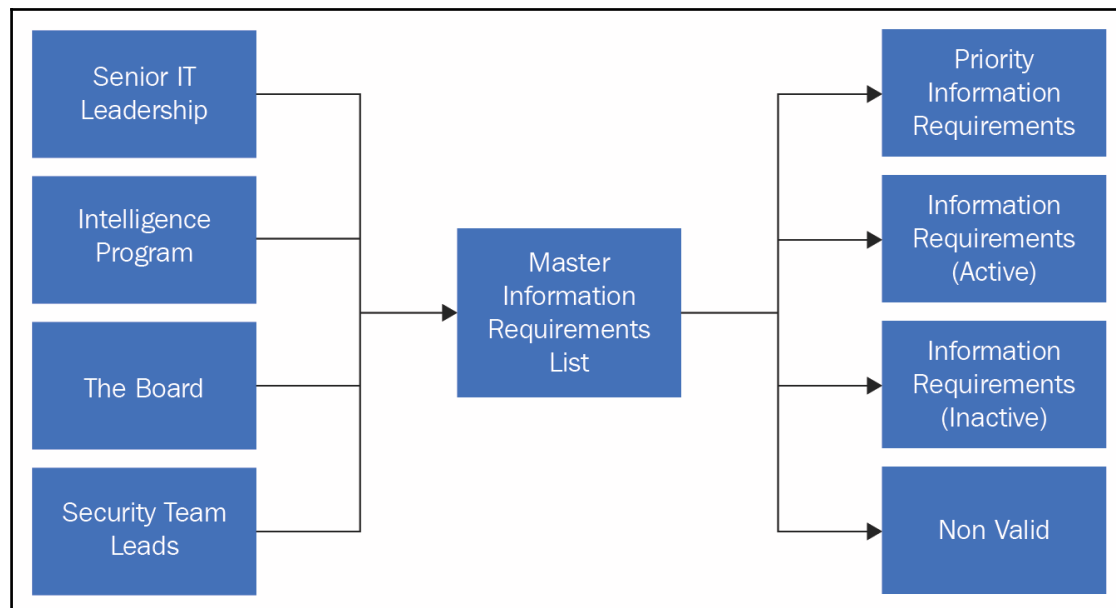 Senior IT
Leadership
Intelligence
Program
The Board
Security Team
Leads
Master
Information
Requirements
List
Priority
Information
Requirements
Information
Requirements
(Active)
Information
Requirements
(Inactive)
Non Valid